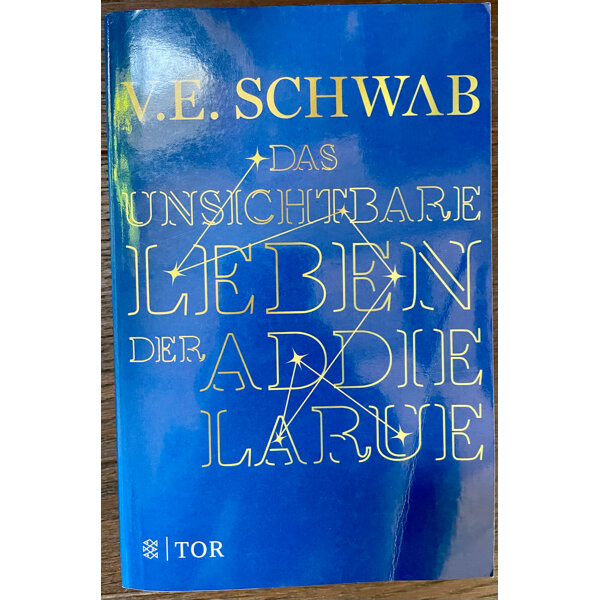 V.E. SCHWAB
DAS
UNSICHTBARE
LEBEN
DER ADDIE
LARUE
TOR